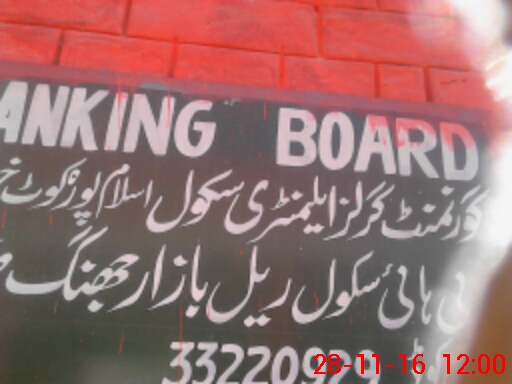 ANKING BOARD
گورنمنٹ گرلز ایلیمنٹری سکول اسلام پورہ کوٹ
ہائی سکول ریل بازار جھنگ
33220929
28-11-16 12:00